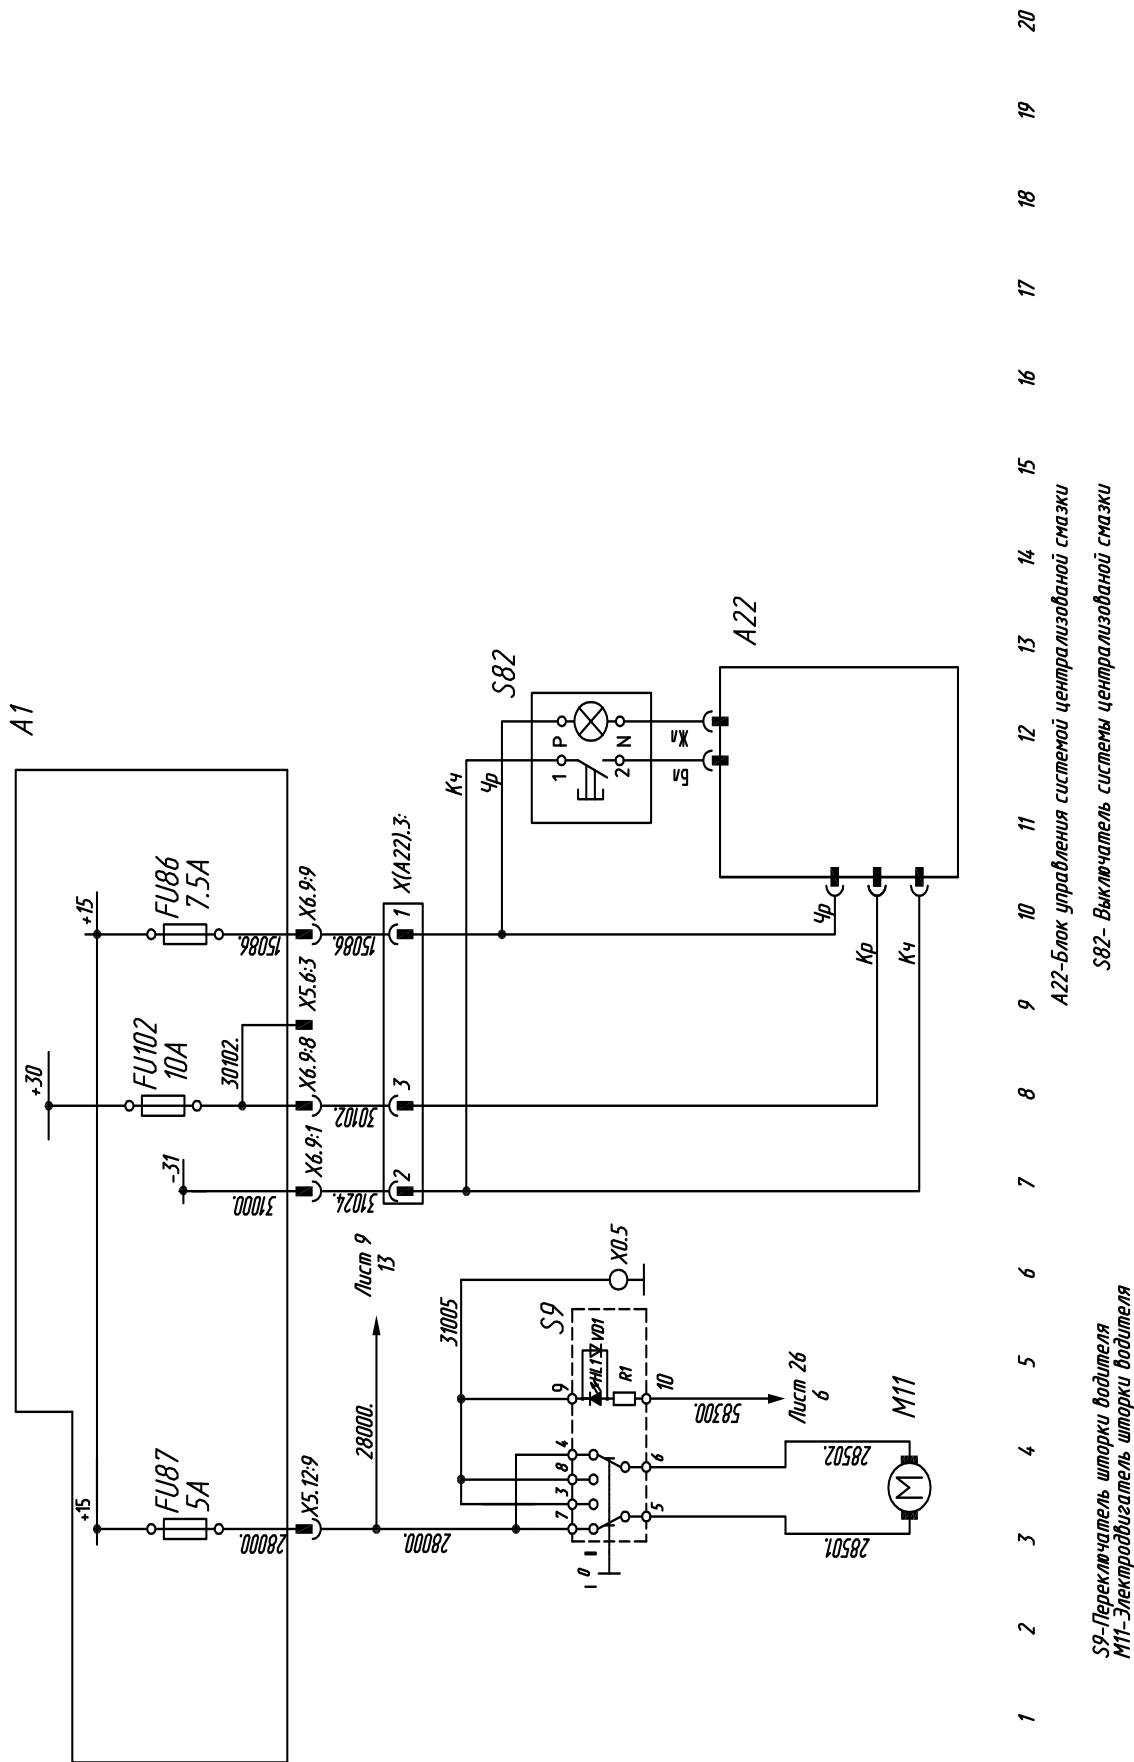 A1
+15
FU87
5A
28000.
X5.12:9
-31
31000.
X6.9:1
+30
FU102
10A
30102.
X6.9:8
X5.6:3
+15
FU86
7.5A
15086.
X6.9:9
28000.
Лист 9
13
28000.
31024.
30102.
15086.
2
3
1
X(A22).3:
31005
X0.5
Кч
Чр
S82
1
P
2
N
Бл
Жл
A22
S9
7
3
8
4
9
HL1
VD1
R1
1 0
5
6
10
58300.
Лист 26
6
28501.
28502.
M11
M
Чр
Кр
Кч
1 2 3 4 5 6 7 8 9 10 11 12 13 14 15 16 17 18 19 20
A22-Блок управления системой централизованой смазки
S82- Выключатель системы централизованой смазки
S9-Переключатель шторки водителя
M11-Электродвигатель шторки водителя